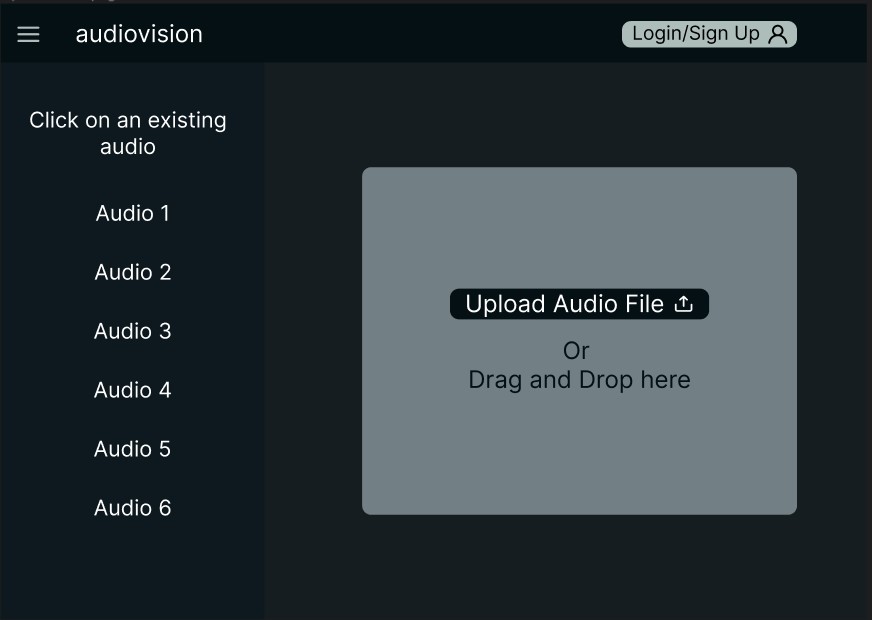 audiovision
Login/Sign Up
Click on an existing
audio
Audio 1
Audio 2
Audio 3
Audio 4
Audio 5
Audio 6
Upload Audio File
Or
Drag and Drop here